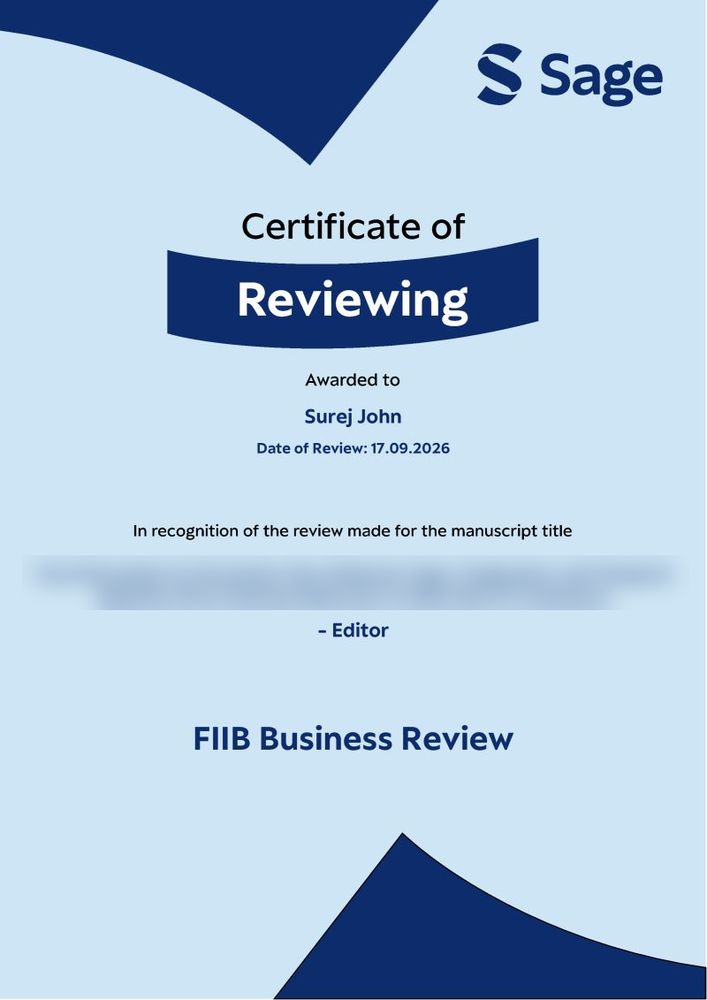 Sage
Certificate of
Reviewing
Awarded to
Surej John
Date of Review: 17.09.2026
In recognition of the review made for the manuscript title
- Editor
FIIB Business Review